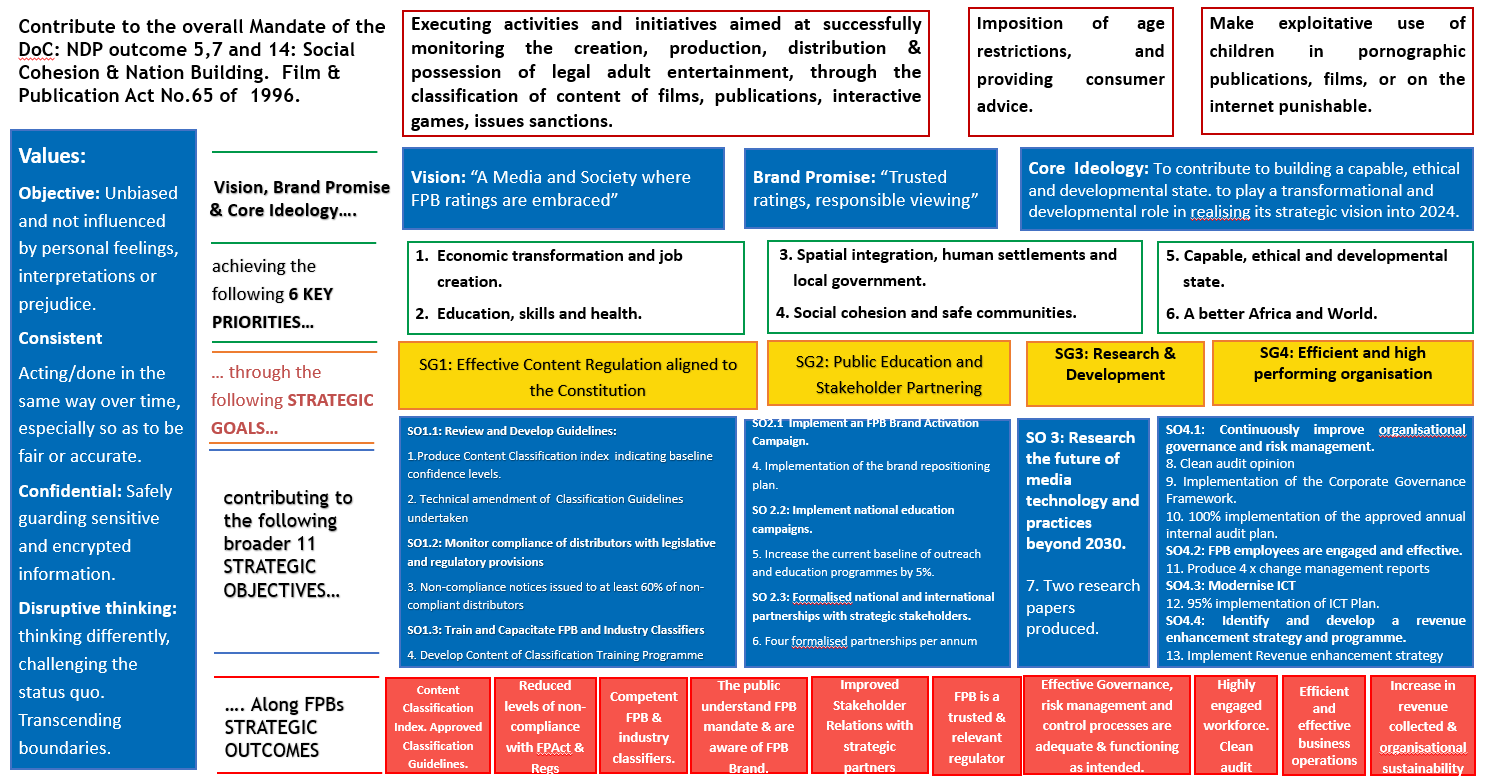 Contribute to the overall Mandate of the
DoC: NDP outcome 5,7 and 14: Social
Cohesion & Nation Building.  Film &
Publication Act No.65 of  1996.
Executing activities and initiatives aimed at successfully
monitoring the creation, production, distribution &
possession of legal adult entertainment, through the
classification of content of films, publications, interactive
games, issues sanctions.
Imposition of age
restrictions, and
providing consumer
advice.
Make exploitative use of
children in pornographic
publications, films, or on the
internet punishable.
Values:
Objective: Unbiased
and not influenced
by personal feelings,
interpretations or
prejudice.
Consistent
Acting/done in the
same way over time,
especially so as to be
fair or accurate.
Confidential: Safely
guarding sensitive
and encrypted
information.
Disruptive thinking:
thinking differently,
challenging the
status quo.
Transcending
boundaries.
Vision, Brand Promise
& Core Ideology….
Vision: “A Media and Society where
FPB ratings are embraced”
Brand Promise: “Trusted
ratings, responsible viewing”
Core  Ideology: To contribute to building a capable, ethical
and developmental state. to play a transformational and
developmental role in realising its strategic vision into 2024.
achieving the
following 6 KEY
PRIORITIES…
1. Economic transformation and job
creation.
2. Education, skills and health.
3. Spatial integration, human settlements and
local government.
4. Social cohesion and safe communities.
5. Capable, ethical and developmental
state.
6. A better Africa and World.
… through the
following STRATEGIC
GOALS…
SG1: Effective Content Regulation aligned to
the Constitution
SG2: Public Education and
Stakeholder Partnering
SG3: Research &
Development
SG4: Efficient and high
performing organisation
contributing to
the following
broader 11
STRATEGIC
OBJECTIVES…
SO1.1: Review and Develop Guidelines:
1.Produce Content Classification index  indicating baseline
confidence levels.
2. Technical amendment of  Classification Guidelines
undertaken
SO1.2: Monitor compliance of distributors with legislative
and regulatory provisions
3. Non-compliance notices issued to at least 60% of non-
compliant distributors
SO1.3: Train and Capacitate FPB and Industry Classifiers
4. Develop Content of Classification Training Programme
SO2.1  Implement an FPB Brand Activation
Campaign.
4. Implementation of the brand repositioning
plan.
SO 2.2: Implement national education
campaigns.
5. Increase the current baseline of outreach
and education programmes by 5%.
SO 2.3: Formalised national and international
partnerships with strategic stakeholders.
6. Four formalised partnerships per annum
SO 3: Research
the future of
media
technology and
practices
beyond 2030.
7. Two research
papers
produced.
SO4.1: Continuously improve organisational
governance and risk management.
8. Clean audit opinion
9. Implementation of the Corporate Governance
Framework.
10. 100% implementation of the approved annual
internal audit plan.
SO4.2: FPB employees are engaged and effective.
11. Produce 4 x change management reports
SO4.3: Modernise ICT
12. 95% implementation of ICT Plan.
SO4.4: Identify and develop a revenue
enhancement strategy and programme.
13. Implement Revenue enhancement strategy
…. Along FPBs
STRATEGIC
OUTCOMES
Content
Classification
Index. Approved
Classification
Guidelines.
Reduced
levels of non-
compliance
with FPAct &
Regs
Competent
FPB &
industry
classifiers.
The public
understand FPB
mandate & are
aware of FPB
Brand.
Improved
Stakeholder
Relations with
strategic
partners
FPB is a
trusted &
relevant
regulator
Effective Governance,
risk management and
control processes are
adequate & functioning
as intended.
Highly
engaged
workforce.
Clean
audit
Efficient
and
effective
business
operations
Increase in
revenue
collected &
organisational
sustainability